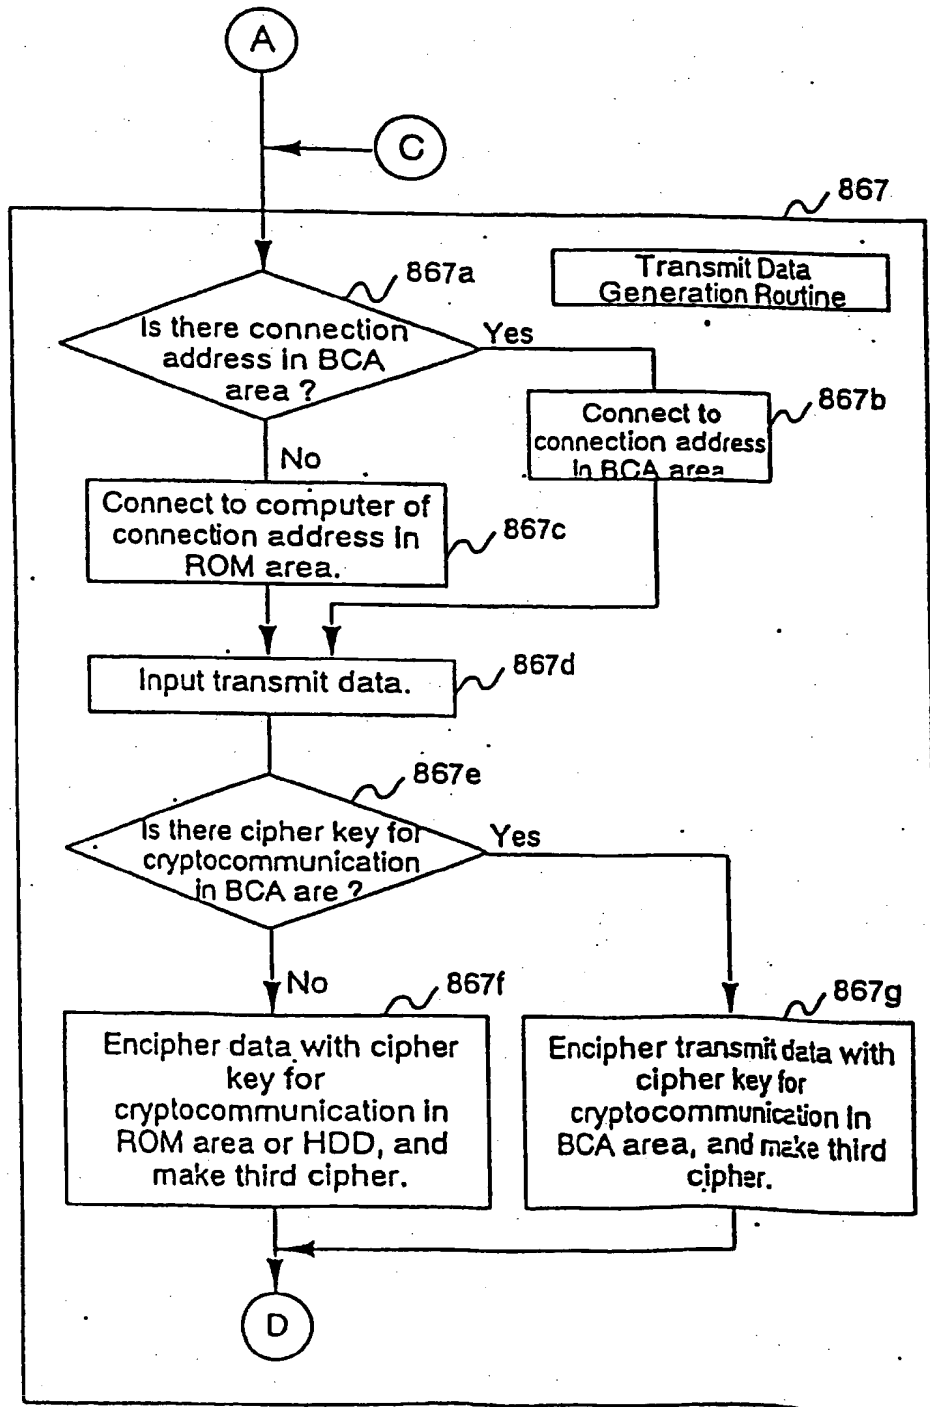 A
C
867
867a
Transmit Data
Generation Routine
Is there connection
address in BCA
area ?
Yes
867b
Connect to
connection address
in BCA area
No
Connect to computer of
connection address in
ROM area.
867c
Input transmit data.
867d
867e
Is there cipher key for
cryptocommunication
in BCA are ?
Yes
No
867f
867g
Encipher data with cipher
key for
cryptocommunication in
ROM area or HDD, and
make third cipher.
Encipher transmit data with
cipher key for
cryptocommunication in
BCA area, and make third
cipher.
D